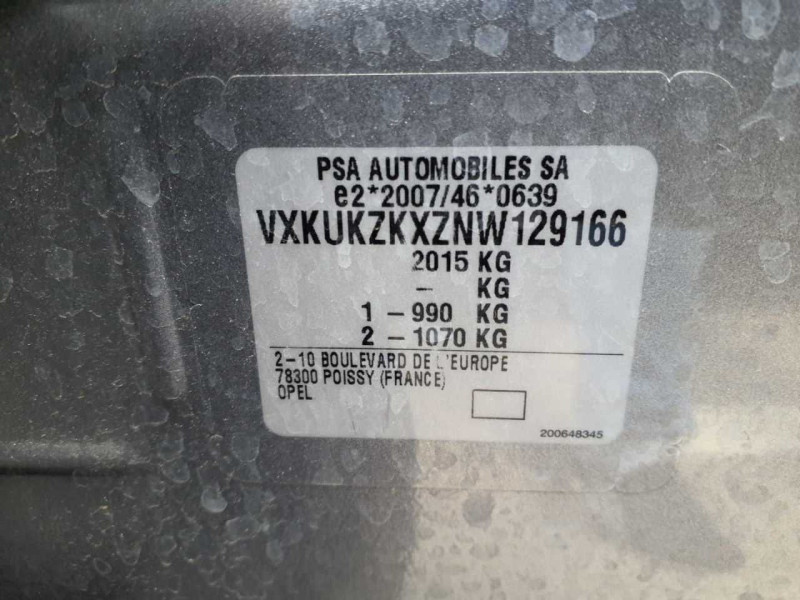 PSA AUTOMOBILES SA
e2*2007/46*0639
VXKUKZKXZNW129166
2015 KG
- KG
1 -990 KG
2 -1070 KG
2-10 BOULEVARD DE L'EUROPE
78300 POISSY (FRANCE)
OPEL
200648345